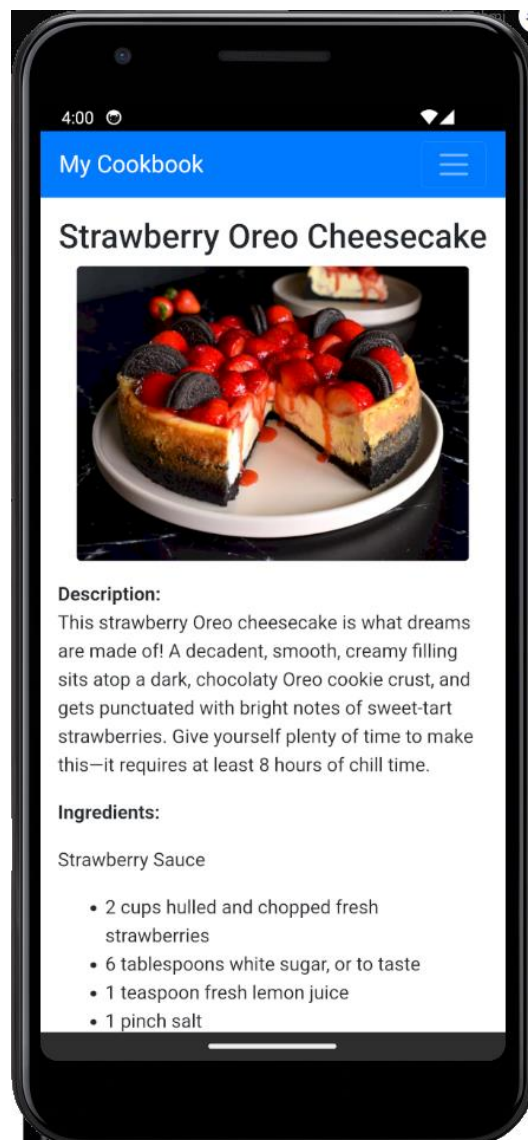 4:00
My Cookbook
Strawberry Oreo Cheesecake
Description:
This strawberry Oreo cheesecake is what dreams
are made of! A decadent, smooth, creamy filling
sits atop a dark, chocolaty Oreo cookie crust, and
gets punctuated with bright notes of sweet-tart
strawberries. Give yourself plenty of time to make
this—it requires at least 8 hours of chill time.
Ingredients:
Strawberry Sauce
• 2 cups hulled and chopped fresh
strawberries
• 6 tablespoons white sugar, or to taste
• 1 teaspoon fresh lemon juice
• 1 pinch salt